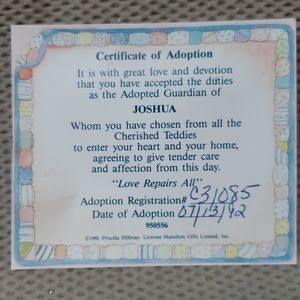 Certificate of Adoption
It is with great love and devotion
that you have accepted the duties
as the Adopted Guardian of
JOSHUA
Whom you have chosen from all the
Cherished Teddies
to enter your heart and your home,
agreeing to give tender care
and affection from this day.
"Love Repairs All"
Adoption Registration# C31085
Date of Adoption 07/15/92
950556
©1991 Priscilla Hillman. Licensor Hamilton Gifts Limited, Inc.